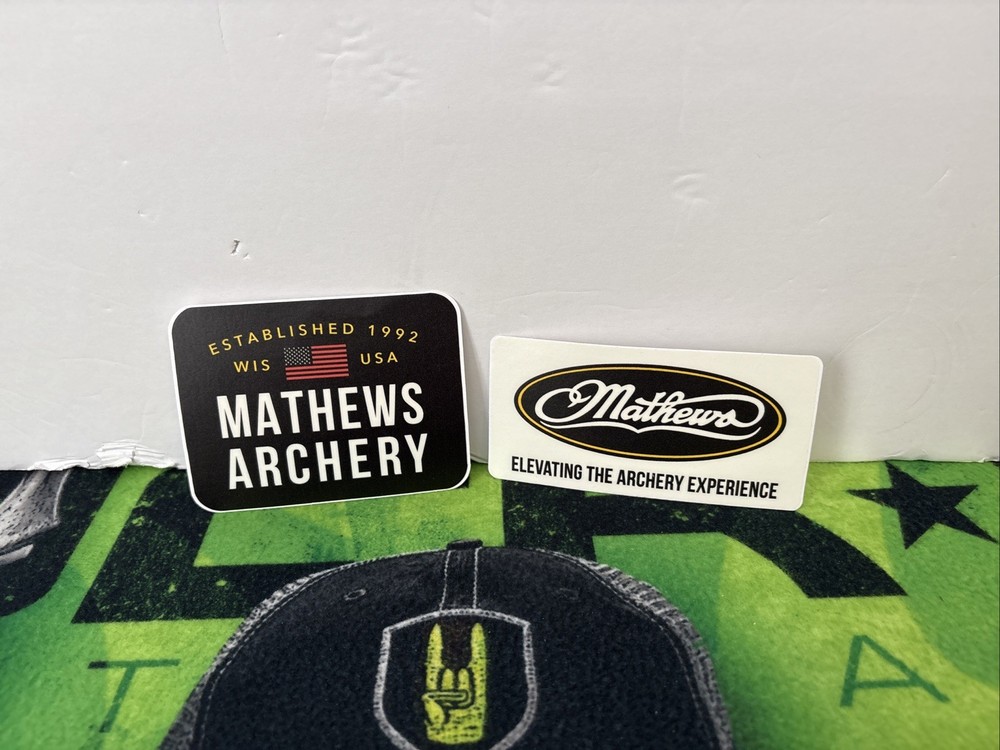 ESTABLISHED 1992
WIS USA
MATHEWS
ARCHERY
Mathews
ELEVATING THE ARCHERY EXPERIENCE
T A